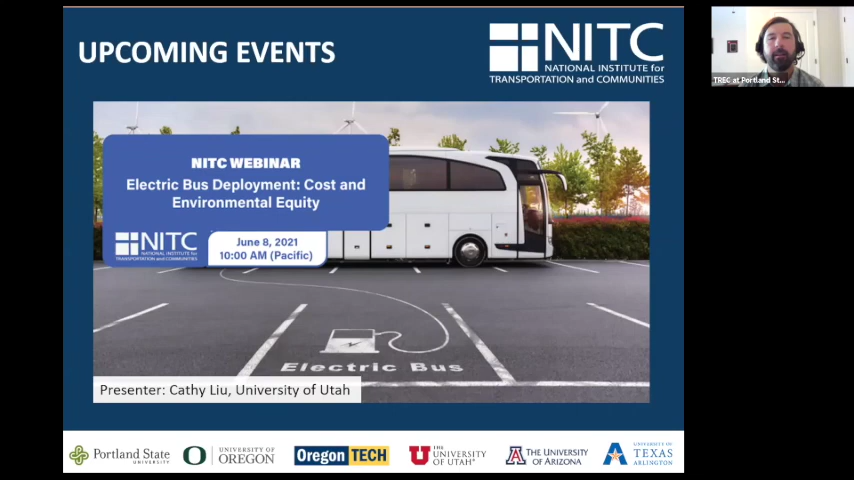 UPCOMING EVENTS
NITC
NATIONAL INSTITUTE for
TRANSPORTATION and COMMUNITIES
TREC at Portland St...
NITC WEBINAR
Electric Bus Deployment: Cost and
Environmental Equity
NITC
NATIONAL INSTITUTE for
TRANSPORTATION and COMMUNITIES
June 8, 2021
10:00 AM (Pacific)
Electric Bus
Presenter: Cathy Liu, University of Utah
Portland State
UNIVERSITY
O
UNIVERSITY OF
OREGON
Oregon TECH
U
THE
UNIVERSITY
OF UTAH®
A
THE UNIVERSITY
OF ARIZONA
A
UNIVERSITY OF
TEXAS
ARLINGTON